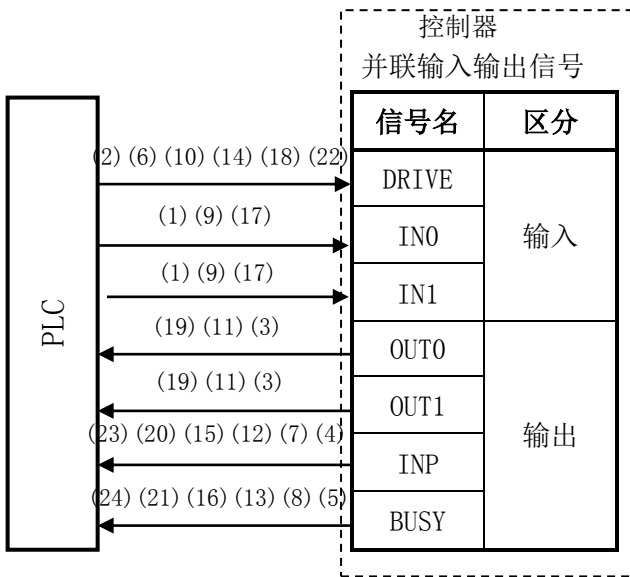 控制器
并联输入输出信号
信号名 区分
(2) (6) (10) (14) (18) (22)
DRIVE
(1) (9) (17)
IN0
输入
(1) (9) (17)
IN1
PLC
(19) (11) (3)
OUT0
(19) (11) (3)
OUT1
输出
(23) (20) (15) (12) (7) (4)
INP
(24) (21) (16) (13) (8) (5)
BUSY